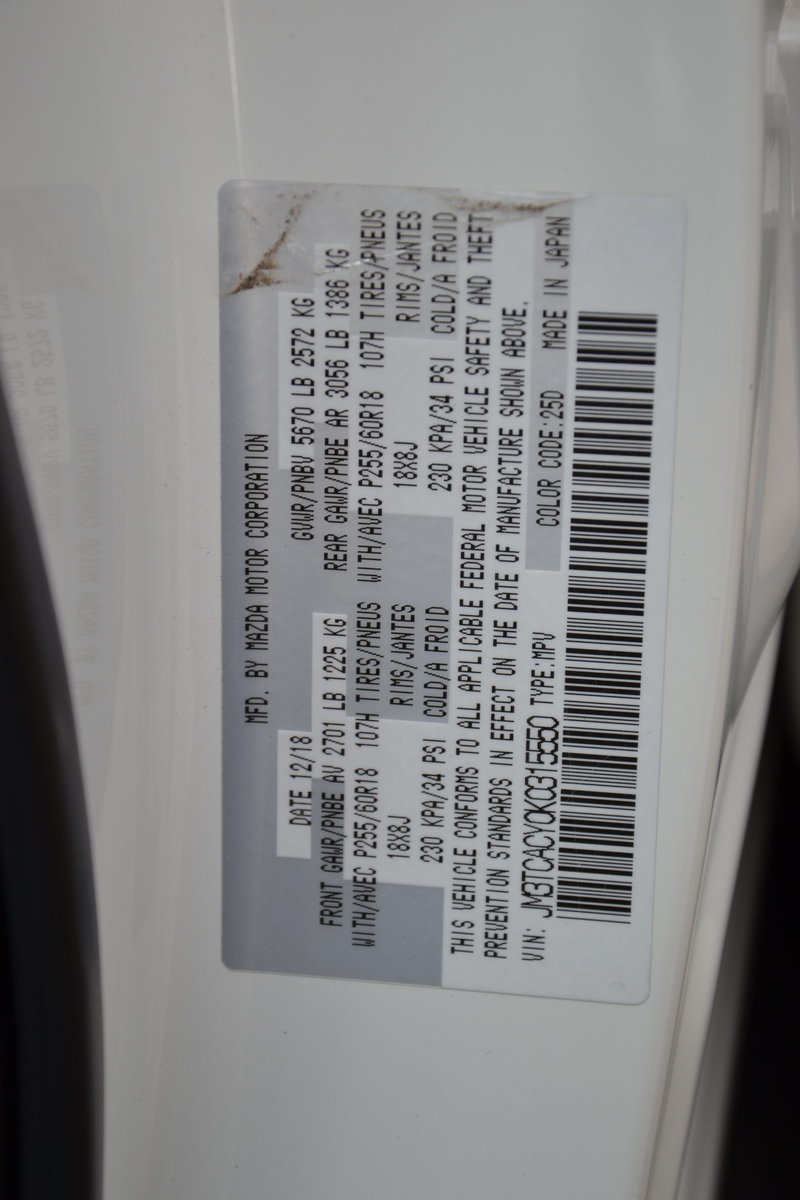 MFD. BY MAZDA MOTOR CORPORATION
DATE 12/18 GVWR/PNBV 5670 LB 2572 KG
FRONT GAWR/PNBE AV 2701 LB 1225 KG REAR GAWR/PNBE AR 3056 LB 1386 KG
WITH/AVEC P255/60R18 107H TIRES/PNEUS WITH/AVEC P255/60R18 107H TIRES/PNEUS
18X8J RIMS/JANTES 18X8J RIMS/JANTES
230 KPA/34 PSI COLD/A FROID 230 KPA/34 PSI COLD/A FROID
THIS VEHICLE CONFORMS TO ALL APPLICABLE FEDERAL MOTOR VEHICLE SAFETY AND THEFT
PREVENTION STANDARDS IN EFFECT ON THE DATE OF MANUFACTURE SHOWN ABOVE.
VIN: JM3TCACY0K0315550 TYPE:MPV COLOR CODE:25D MADE IN JAPAN